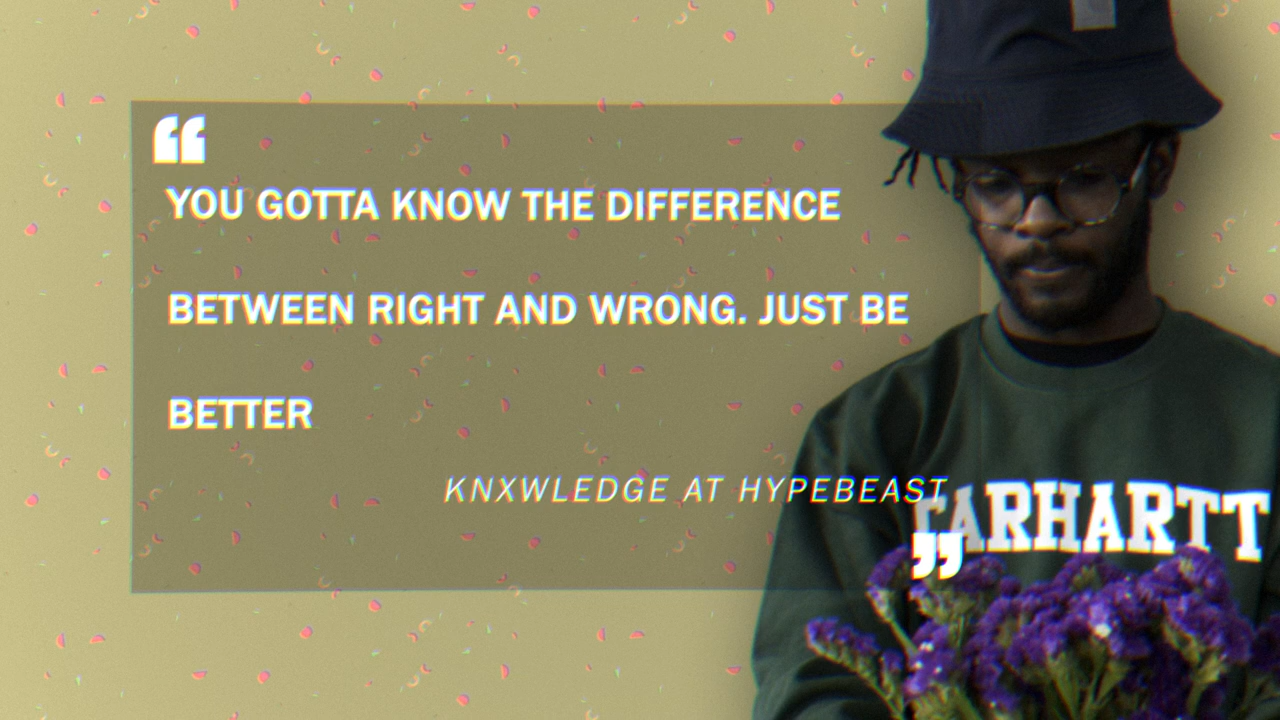 “
YOU GOTTA KNOW THE DIFFERENCE
BETWEEN RIGHT AND WRONG. JUST BE
BETTER
KNXWLEDGE AT HYPEBEAST
”
CARHARTT